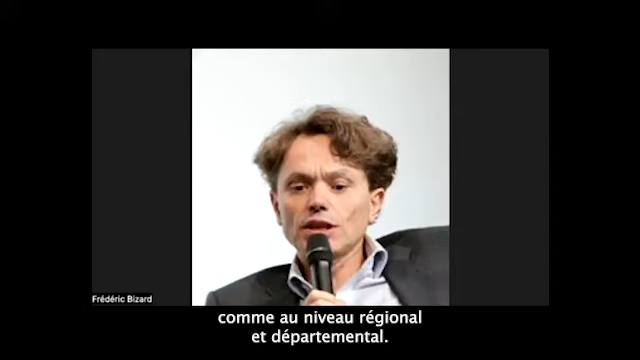 Frédéric Bizard
comme au niveau régional
et départemental.